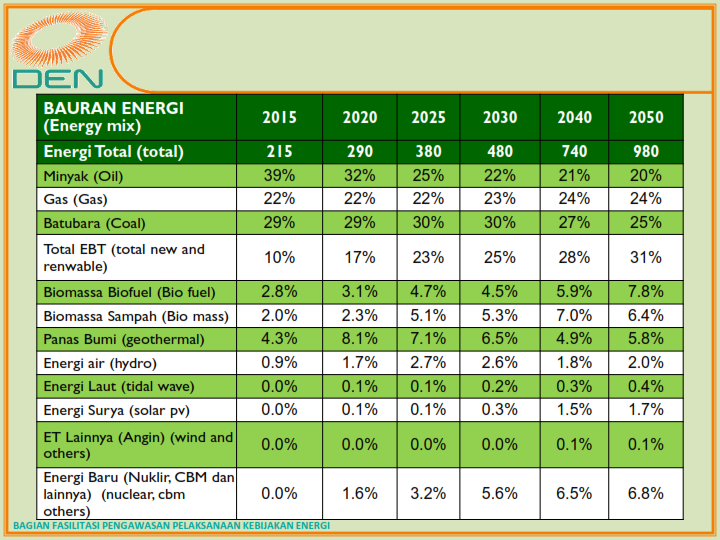 DEN
BAURAN ENERGI
(Energy mix) 2015 2020 2025 2030 2040 2050
Energi Total (total) 215 290 380 480 740 980
Minyak (Oil) 39% 32% 25% 22% 21% 20%
Gas (Gas) 22% 22% 22% 23% 24% 24%
Batubara (Coal) 29% 29% 30% 30% 27% 25%
Total EBT (total new and
renwable) 10% 17% 23% 25% 28% 31%
Biomassa Biofuel (Bio fuel) 2.8% 3.1% 4.7% 4.5% 5.9% 7.8%
Biomassa Sampah (Bio mass) 2.0% 2.3% 5.1% 5.3% 7.0% 6.4%
Panas Bumi (geothermal) 4.3% 8.1% 7.1% 6.5% 4.9% 5.8%
Energi air (hydro) 0.9% 1.7% 2.7% 2.6% 1.8% 2.0%
Energi Laut (tidal wave) 0.0% 0.1% 0.1% 0.2% 0.3% 0.4%
Energi Surya (solar pv) 0.0% 0.1% 0.1% 0.3% 1.5% 1.7%
ET Lainnya (Angin) (wind and
others) 0.0% 0.0% 0.0% 0.0% 0.1% 0.1%
Energi Baru (Nuklir, CBM dan
lainnya) (nuclear, cbm
others) 0.0% 1.6% 3.2% 5.6% 6.5% 6.8%
BAGIAN FASILITASI PENGAWASAN PELAKSANAAN KEBIJAKAN ENERGI